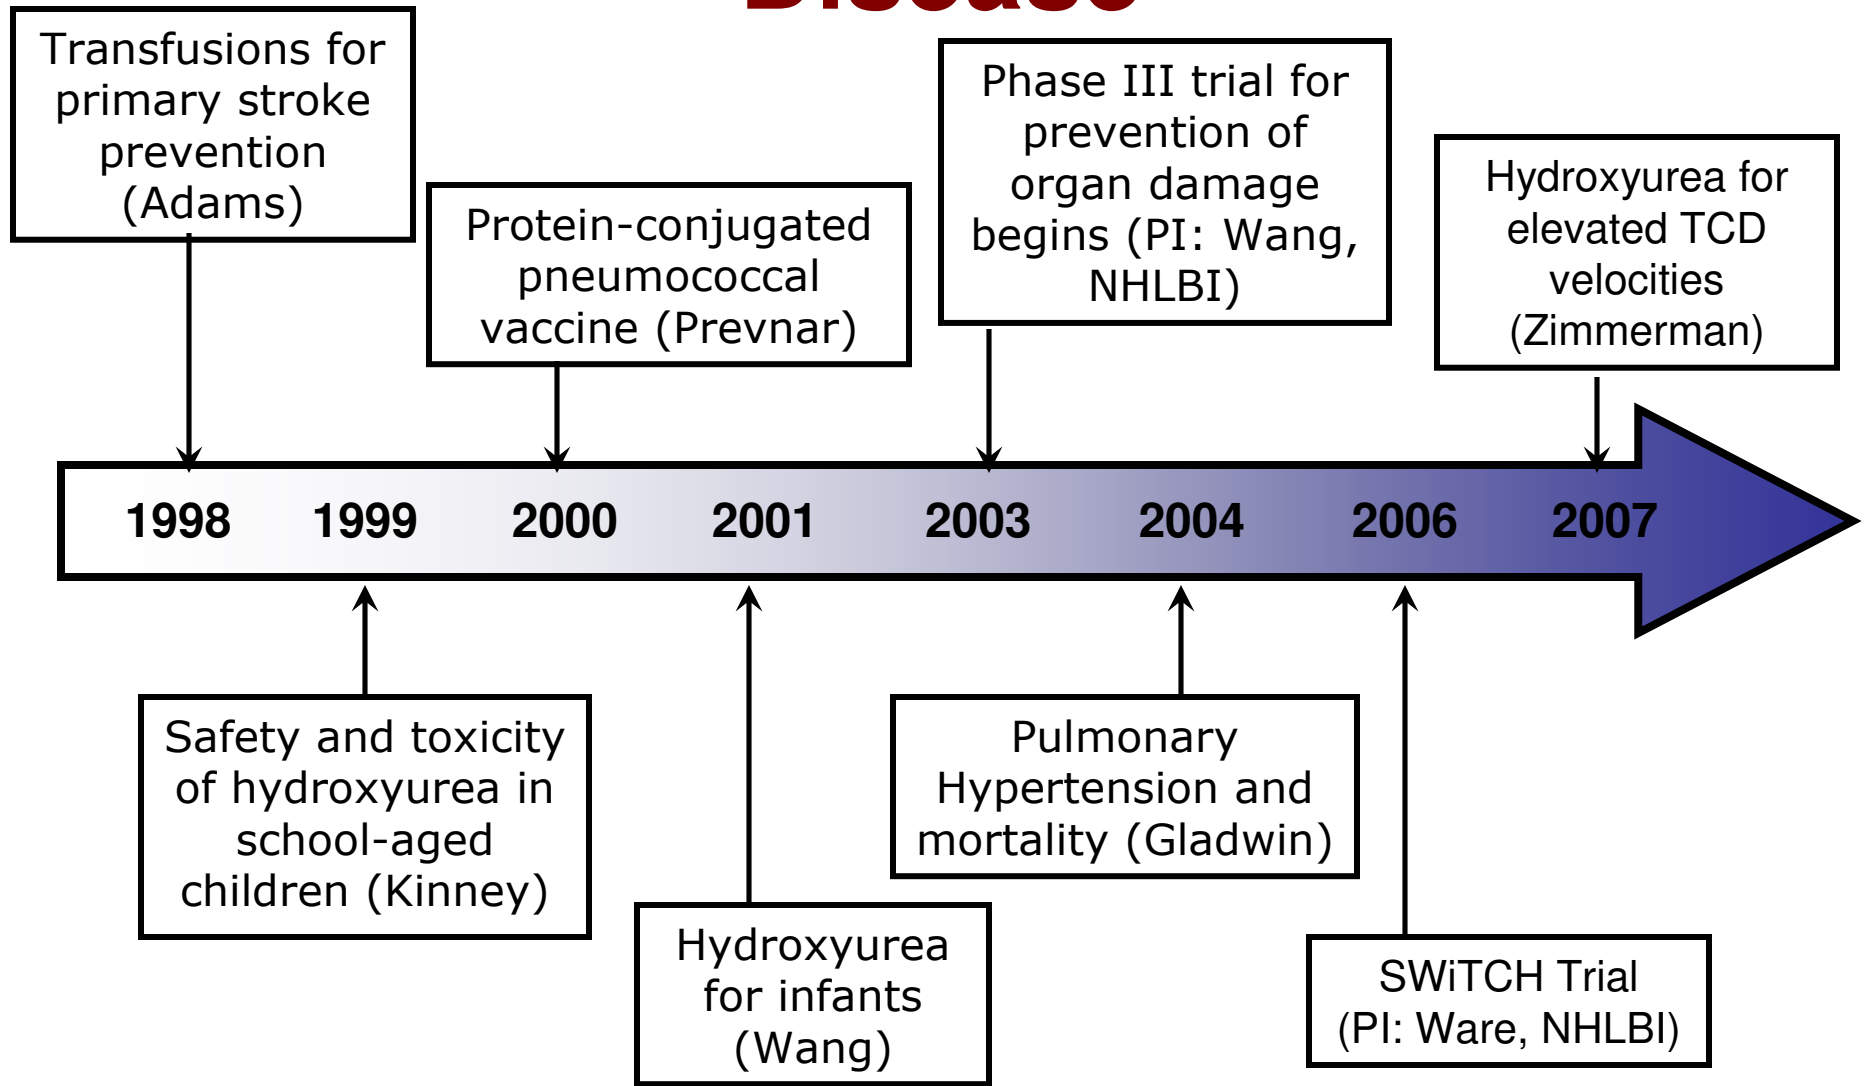 Disease
Transfusions for
primary stroke
prevention
(Adams)
Protein-conjugated
pneumococcal
vaccine (Prevnar)
Phase III trial for
prevention of
organ damage
begins (PI: Wang,
NHLBI)
Hydroxyurea for
elevated TCD
velocities
(Zimmerman)
1998 1999 2000 2001 2003 2004 2006 2007
Safety and toxicity
of hydroxyurea in
school-aged
children (Kinney)
Hydroxyurea
for infants
(Wang)
Pulmonary
Hypertension and
mortality (Gladwin)
SWiTCH Trial
(PI: Ware, NHLBI)